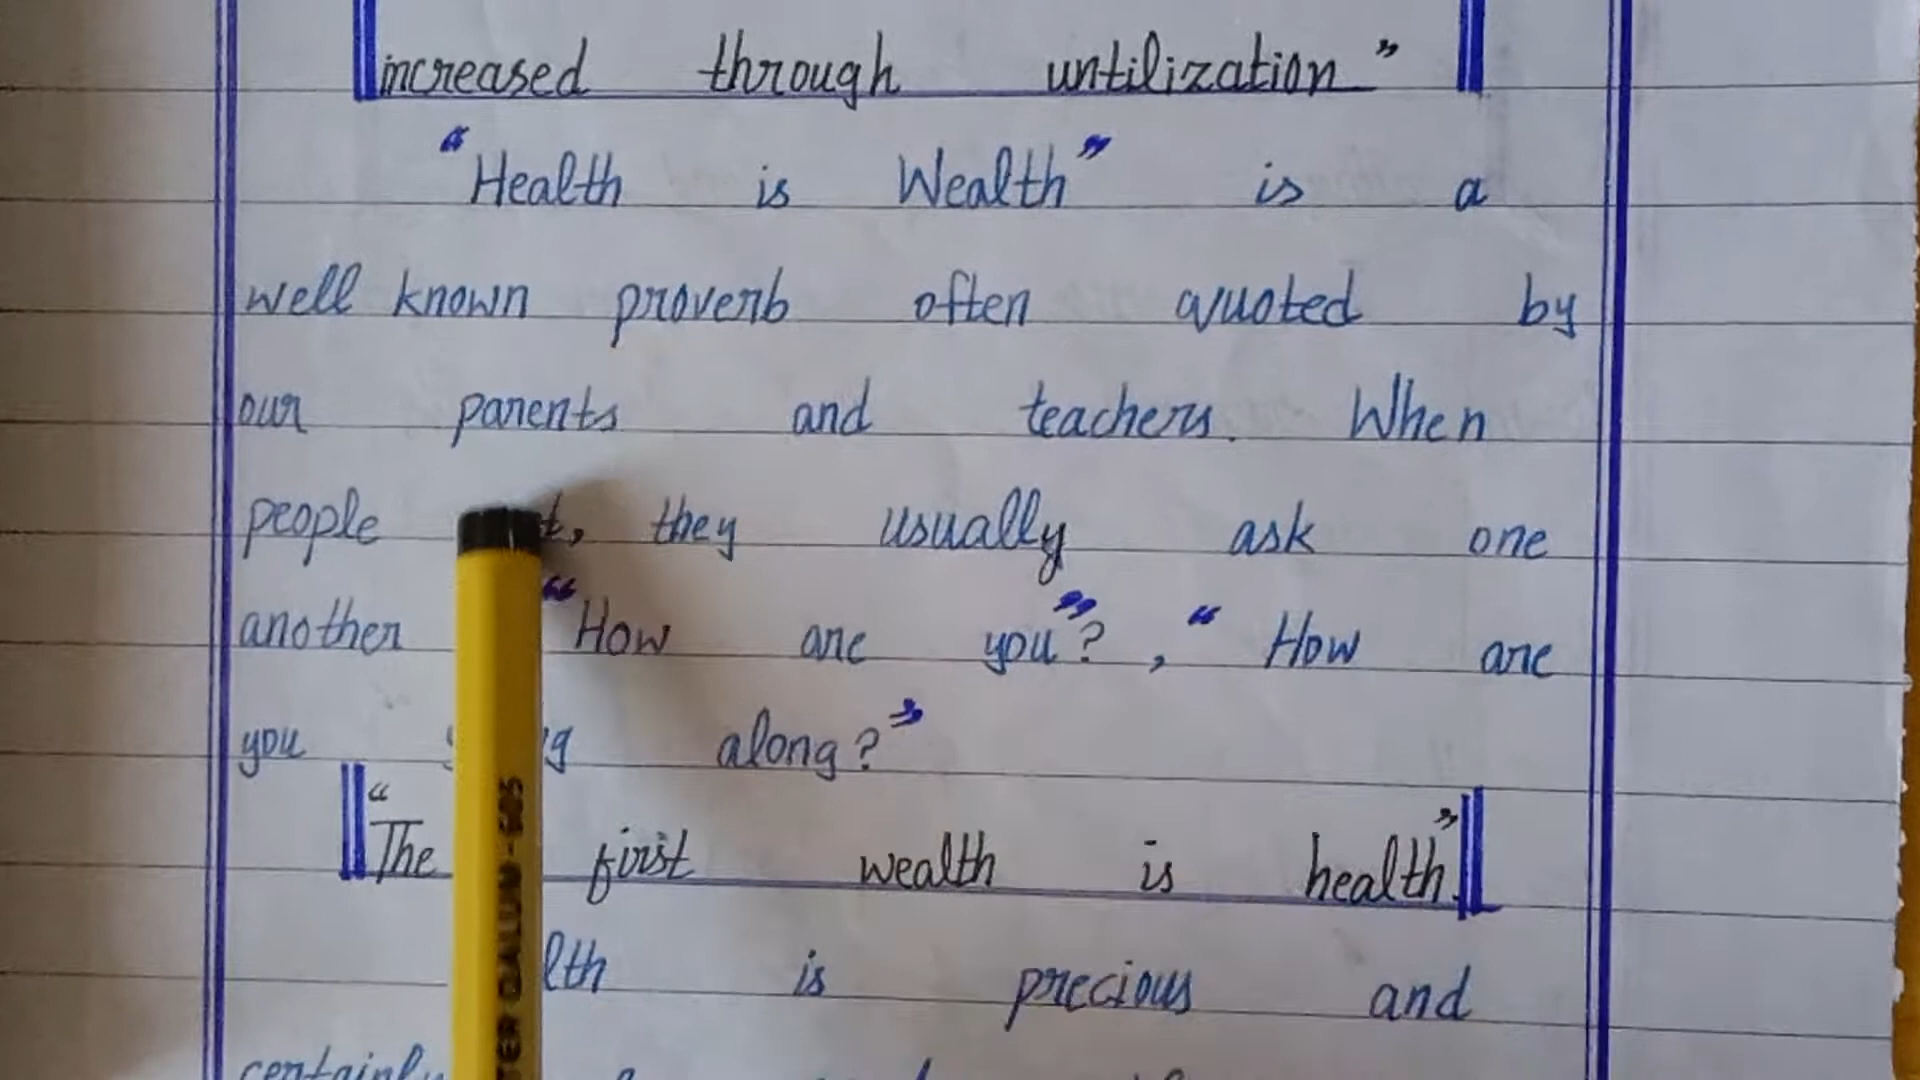 increased through untilization"
"Health is Wealth" is a
well known proverb often quoted by
our parents and teachers. When
people they usually ask one
another "How are you"?, "How are
you along?"
"The first wealth is health."
is precious and
certainly